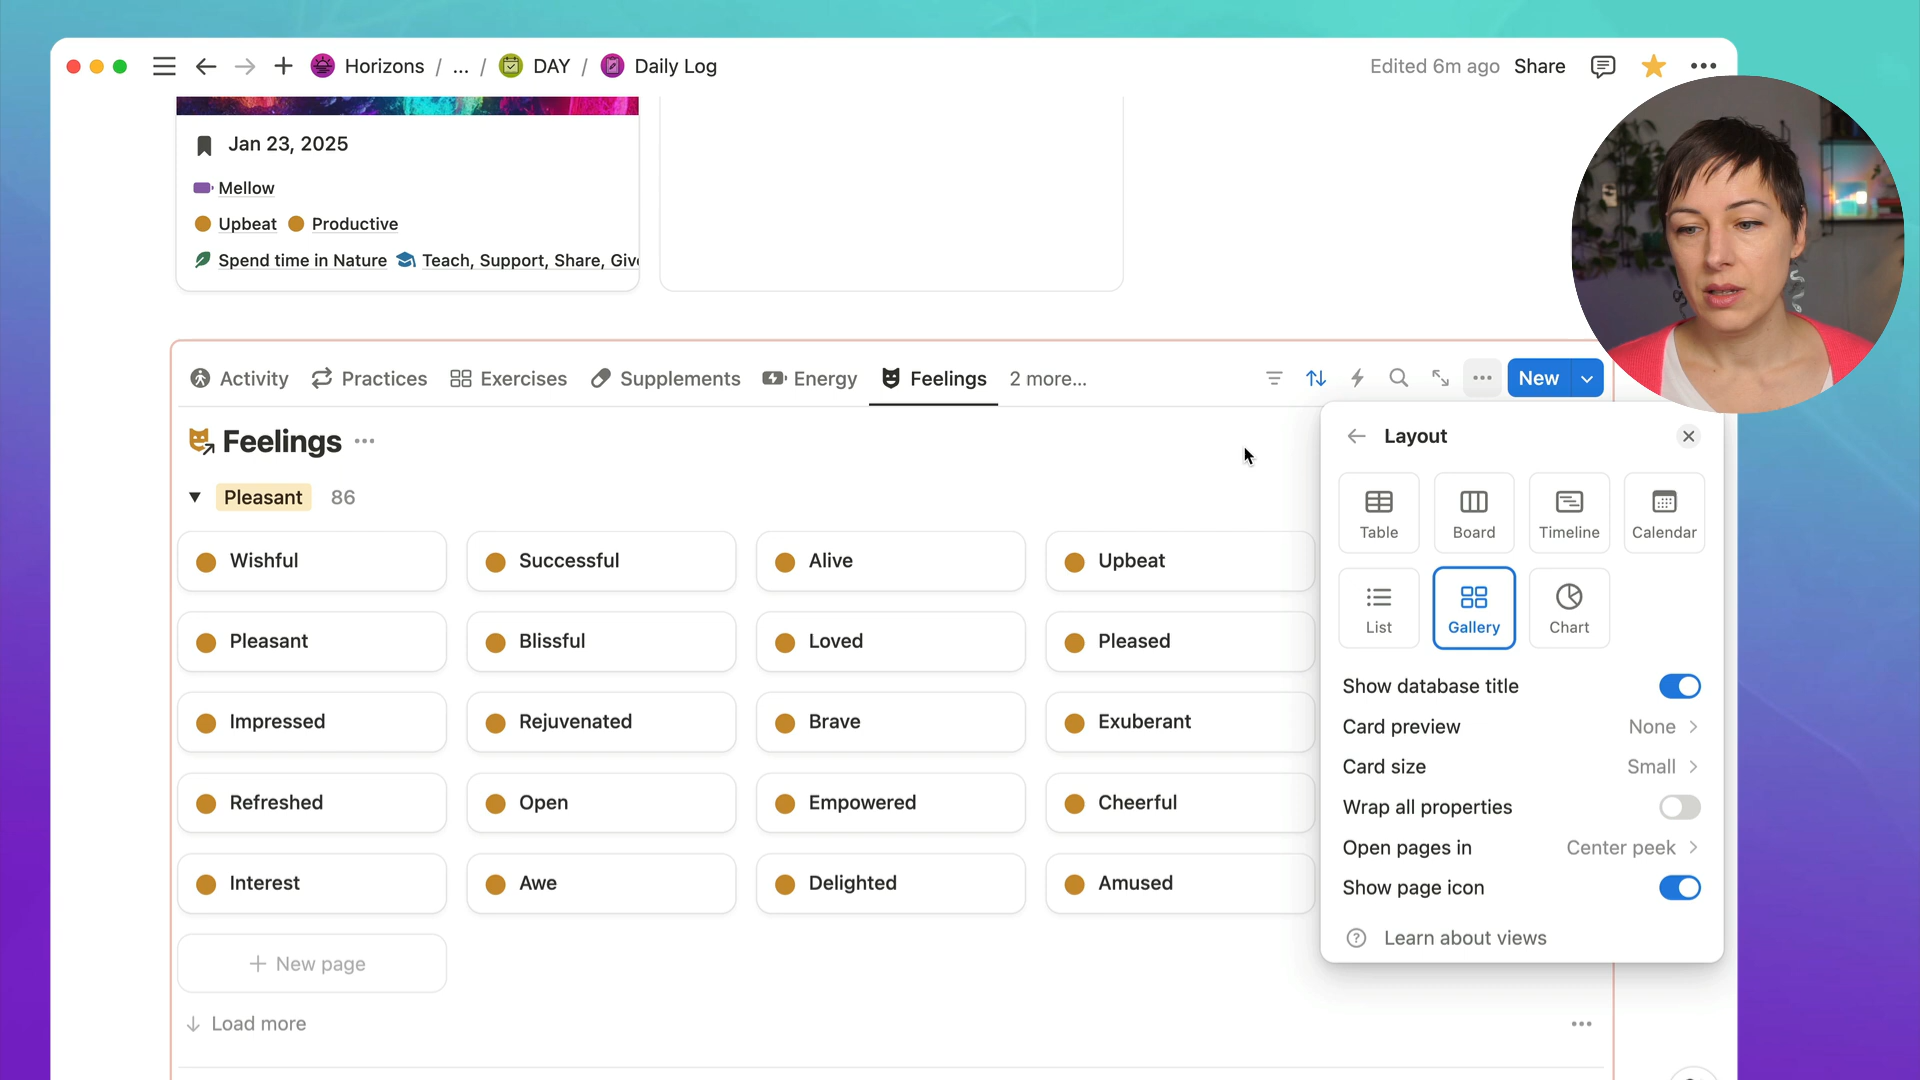 Horizons / ... / DAY / Daily Log
Edited 6m ago Share
Jan 23, 2025
Mellow
Upbeat Productive
Spend time in Nature Teach, Support, Share, Giv
Activity Practices Exercises Supplements Energy Feelings 2 more...
New
Feelings
Pleasant 86
Wishful Successful Alive Upbeat
Pleasant Blissful Loved Pleased
Impressed Rejuvenated Brave Exuberant
Refreshed Open Empowered Cheerful
Interest Awe Delighted Amused
+ New page
Load more
Layout
Table Board Timeline Calendar
List Gallery Chart
Show database title
Card preview None
Card size Small
Wrap all properties
Open pages in Center peek
Show page icon
Learn about views